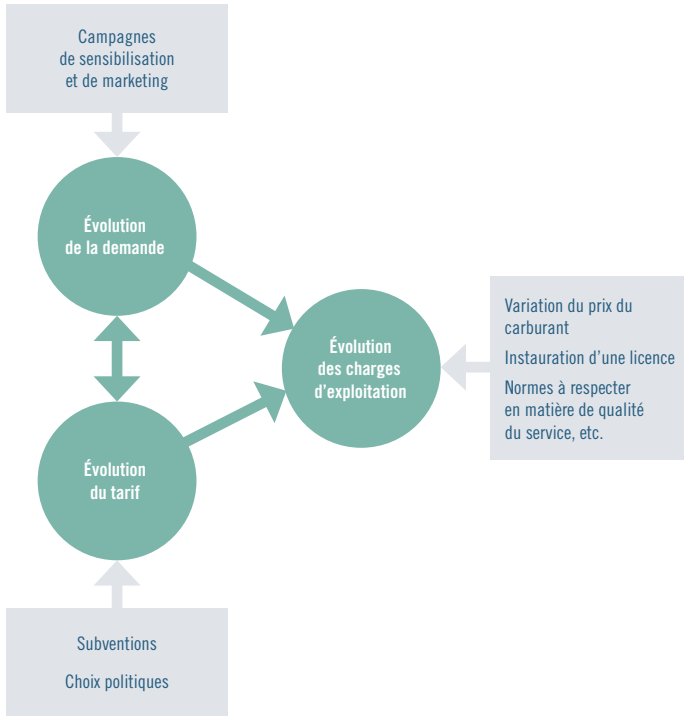 Campagnes
de sensibilisation
et de marketing
Évolution
de la demande
Évolution
des charges
d’exploitation
Variation du prix du
carburant
Instauration d’une licence
Normes à respecter
en matière de qualité
du service, etc.
Évolution
du tarif
Subventions
Choix politiques